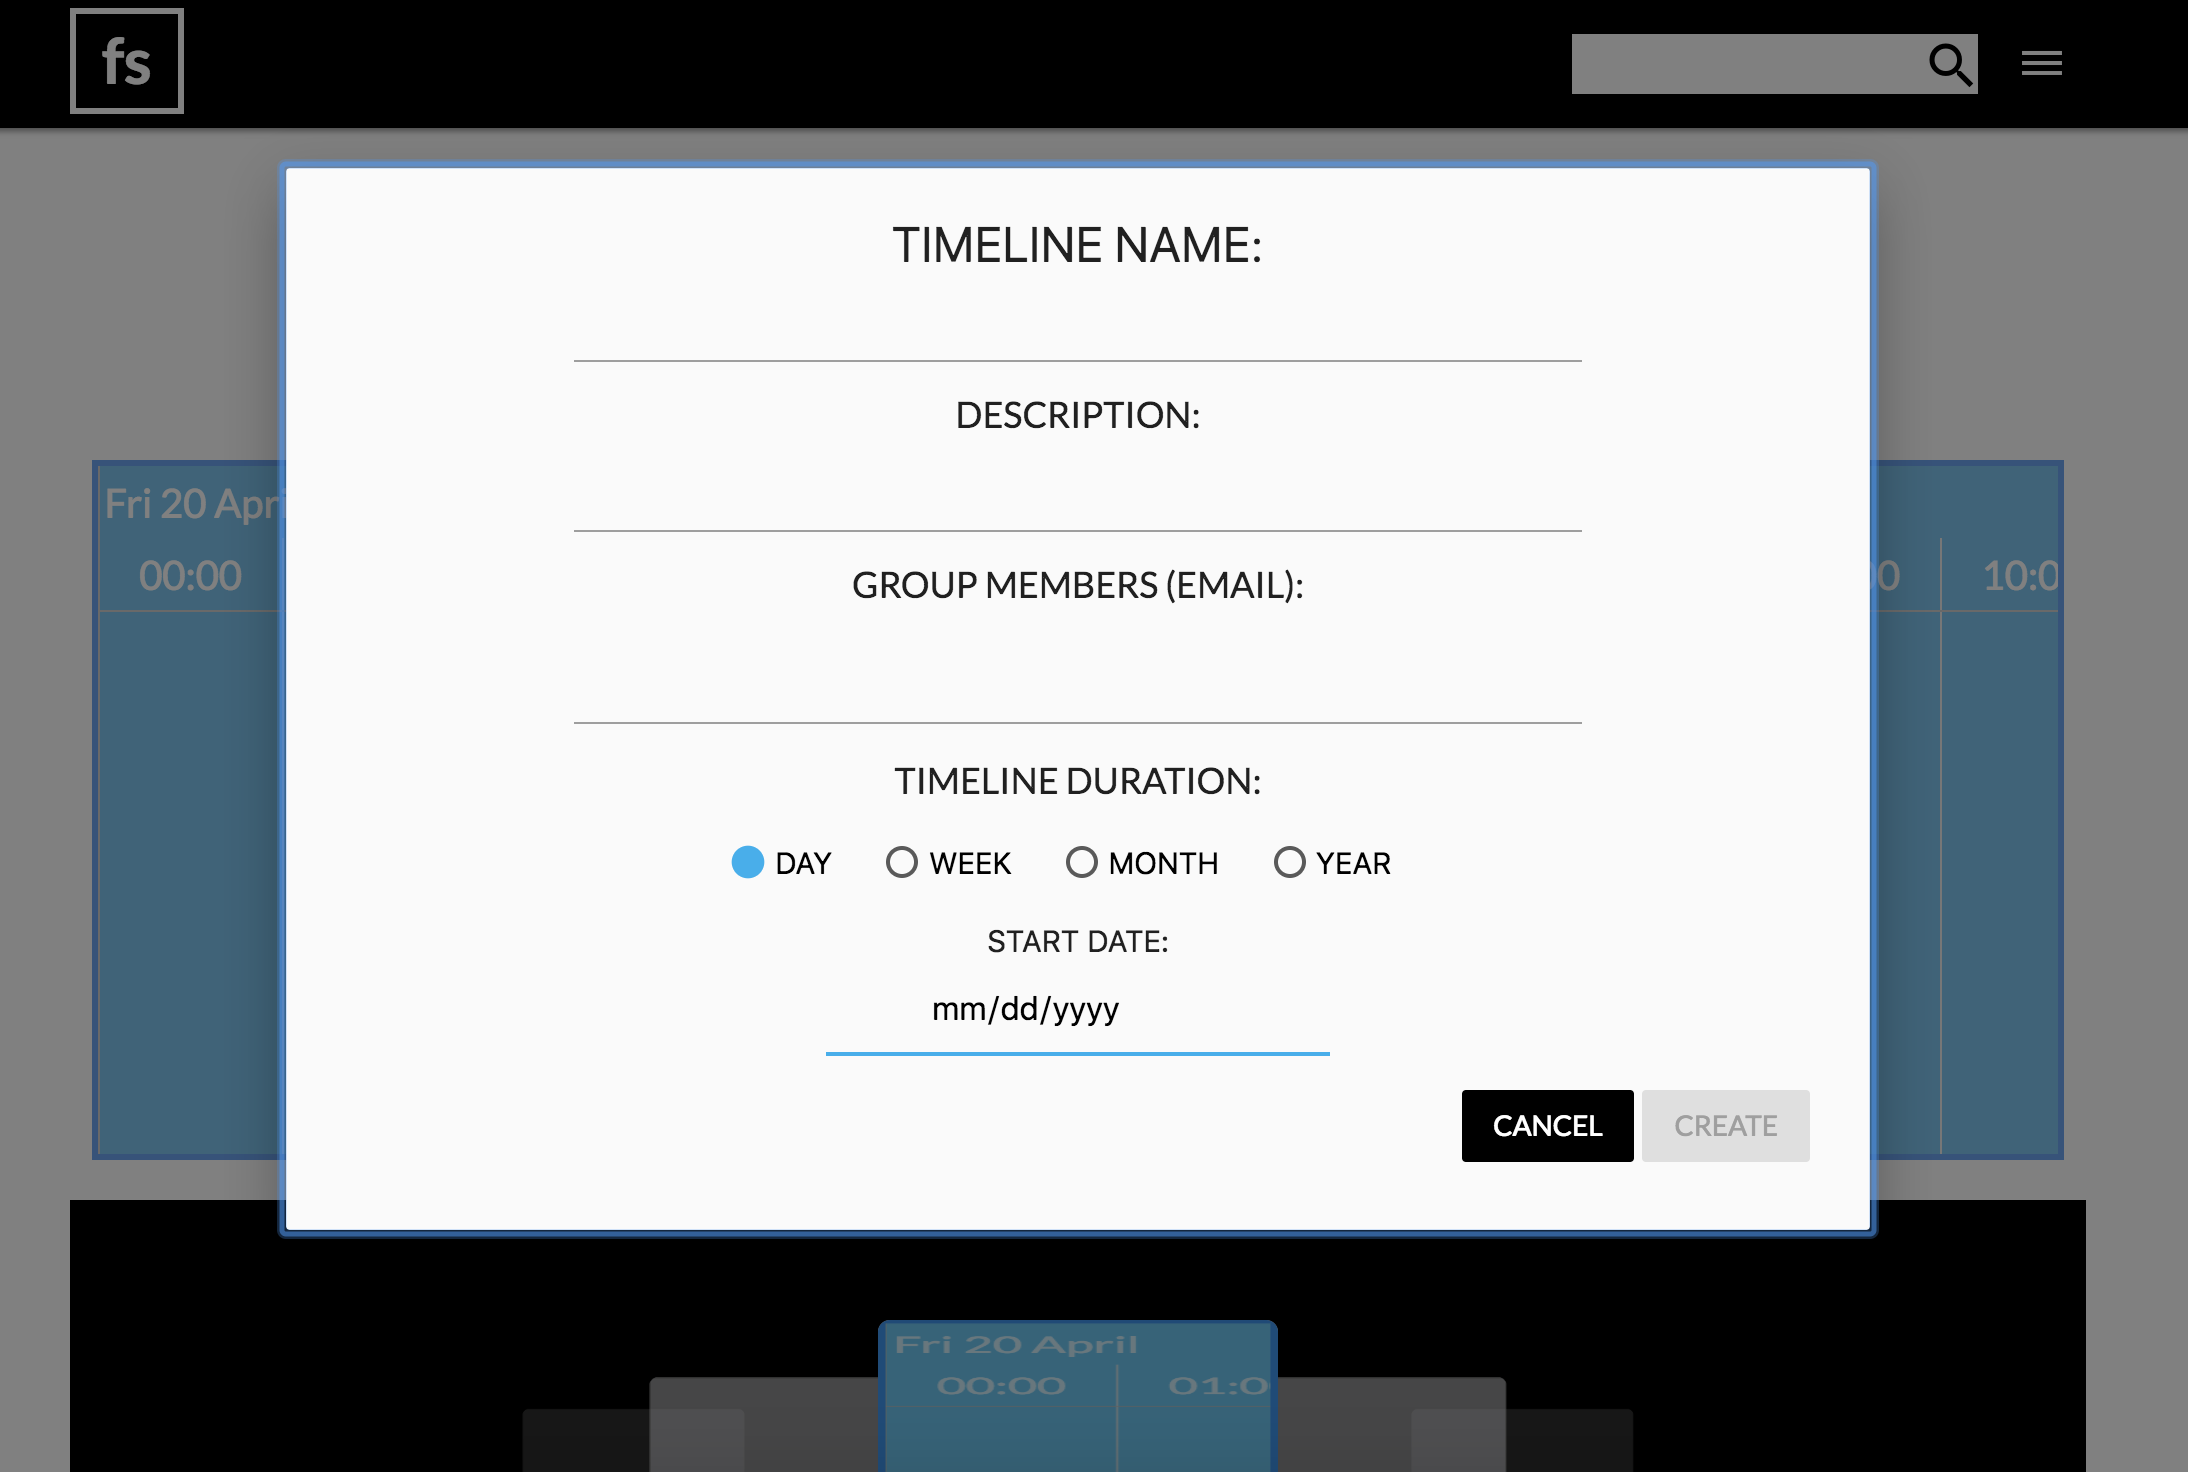 fs
TIMELINE NAME:
DESCRIPTION:
Fri 20 Apri
00:00
00
10:0
GROUP MEMBERS (EMAIL):
TIMELINE DURATION:
DAY WEEK MONTH YEAR
START DATE:
mm/dd/yyyy
CANCEL CREATE
Fri 20 April
00:00 01:0